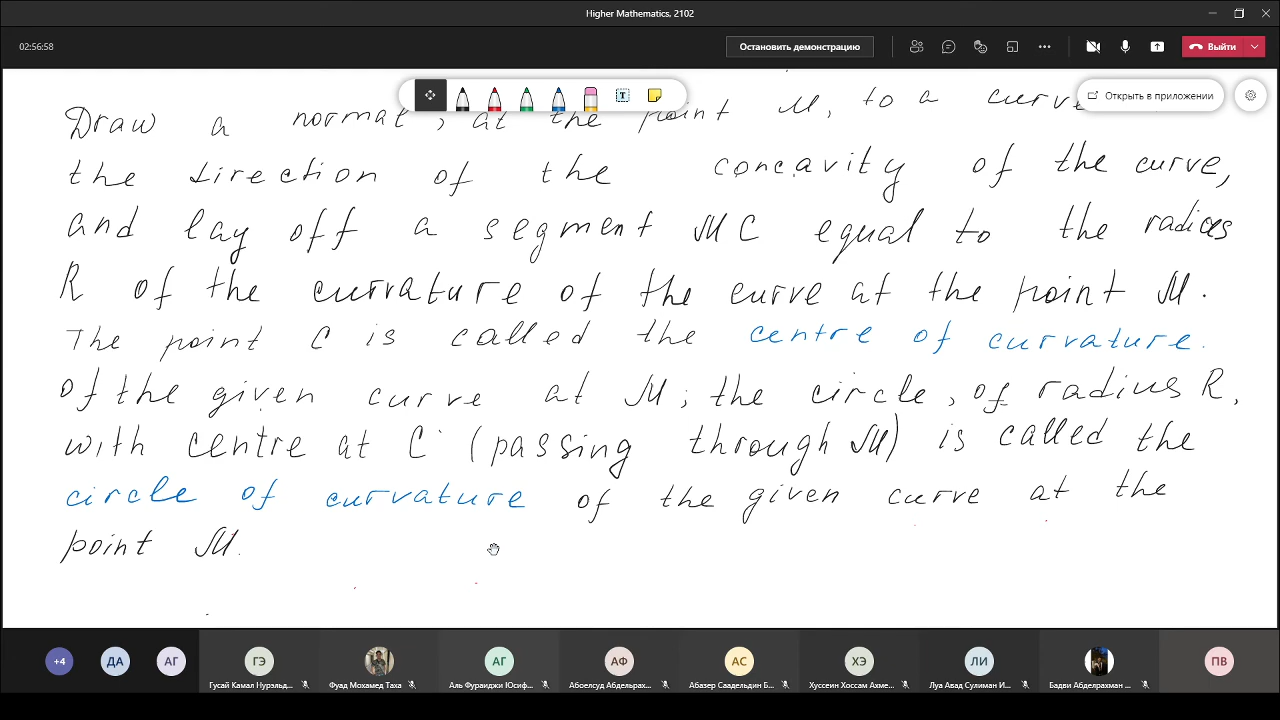 Higher Mathematics, 2102
02:56:58
Остановить демонстрацию
Выйти
Открыть в приложении
Draw a normal, at the point M, to a curve
the direction of the concavity of the curve,
and lay off a segment MC equal to the radius
R of the curvature of the curve at the point M.
The point C is called the centre of curvature
of the given curve at M; the circle, of radius R,
with centre at C (passing through M) is called the
circle of curvature of the given curve at the
point M.
+4
ДА
АГ
ГЭ
АГ
АФ
АС
ХЭ
ЛИ
ПВ
Гусай Камал Нурэльд...
Фуад Мохамед Таха
Аль Фураиджи Юсиф...
Абоелсуд Абдельрах...
Абазер Саадельдин Б...
Хуссеин Хоссам Ахме...
Луа Авад Сулиман И...
Бадви Абделрахман ...